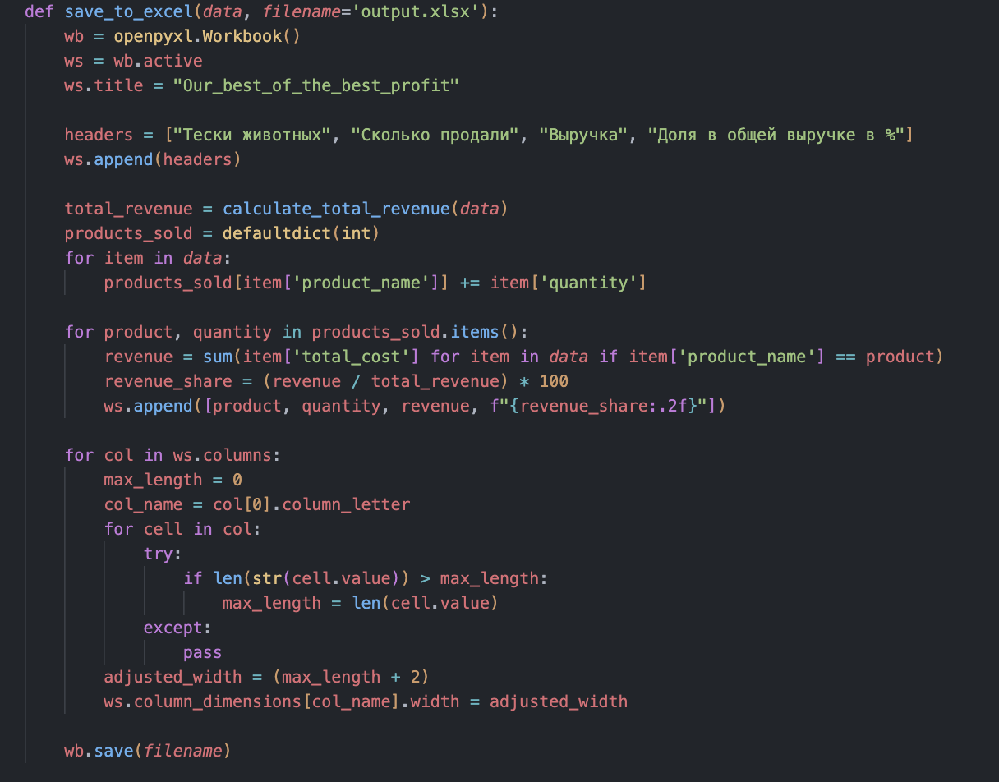 def save_to_excel(data, filename='output.xlsx'):
    wb = openpyxl.Workbook()
    ws = wb.active
    ws.title = "Our_best_of_the_best_profit"

    headers = ["Тески животных", "Сколько продали", "Выручка", "Доля в общей выручке в %"]
    ws.append(headers)

    total_revenue = calculate_total_revenue(data)
    products_sold = defaultdict(int)
    for item in data:
        products_sold[item['product_name']] += item['quantity']

    for product, quantity in products_sold.items():
        revenue = sum(item['total_cost'] for item in data if item['product_name'] == product)
        revenue_share = (revenue / total_revenue) * 100
        ws.append([product, quantity, revenue, f"{revenue_share:.2f}"])

    for col in ws.columns:
        max_length = 0
        col_name = col[0].column_letter
        for cell in col:
            try:
                if len(str(cell.value)) > max_length:
                    max_length = len(cell.value)
            except:
                pass
        adjusted_width = (max_length + 2)
        ws.column_dimensions[col_name].width = adjusted_width

    wb.save(filename)